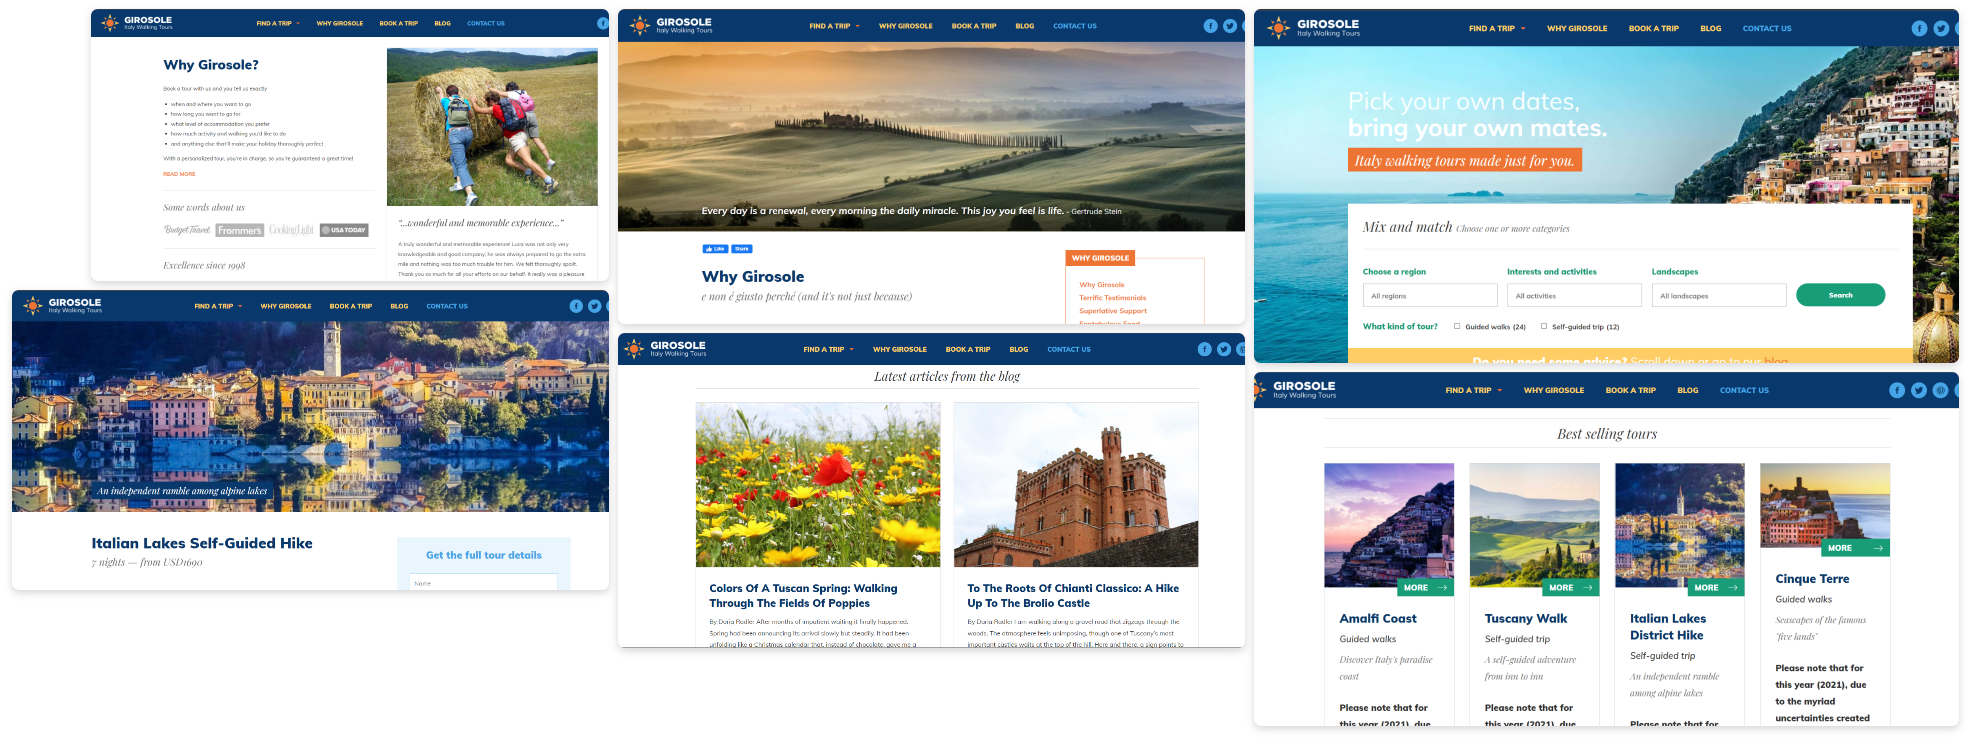 GIROSOLE
Italy Walking Tours
FIND A TRIP
WHY GIROSOLE
BOOK A TRIP
BLOG
CONTACT US
Why Girosole?
Book a tour with us and you tell us exactly
when and where you want to go
how long you want to go for
what level of accommodation you prefer
how much activity and walking you'd like to do
and anything else that'll make your holiday thoroughly perfect
With a personalized tour, you're in charge, so you're guaranteed a great time!
READ MORE
Some words about us
Budget Travel Frommer's CookingLight USA TODAY
Excellence since 1998
"...wonderful and memorable experience..."
A truly wonderful and memorable experience! Luca was not only very
knowledgeable and good company; he was always prepared to go the extra
mile and nothing was too much trouble for him. We felt thoroughly spoilt.
Thank you so much for all your efforts on our behalf. It really was a pleasure
GIROSOLE
Italy Walking Tours
FIND A TRIP
WHY GIROSOLE
BOOK A TRIP
BLOG
CONTACT US
An independent ramble among alpine lakes
Italian Lakes Self-Guided Hike
7 nights — from USD1690
Get the full tour details
Name
GIROSOLE
Italy Walking Tours
FIND A TRIP
WHY GIROSOLE
BOOK A TRIP
BLOG
CONTACT US
Every day is a renewal, every morning the daily miracle. This joy you feel is life. - Gertrude Stein
Like Share
Why Girosole
e non é giusto perché (and it's not just because)
WHY GIROSOLE
Why Girosole
Terrific Testimonials
Superlative Support
GIROSOLE
Italy Walking Tours
FIND A TRIP
WHY GIROSOLE
BOOK A TRIP
BLOG
CONTACT US
Latest articles from the blog
Colors Of A Tuscan Spring: Walking
Through The Fields Of Poppies
By Daria Radler After months of impatient waiting it finally happened.
Spring had been announcing its arrival slowly but steadily. It had been
unfolding like a Christmas calendar that, instead of chocolate, gave me a
To The Roots Of Chianti Classico: A Hike
Up To The Brolio Castle
By Daria Radler I am walking along a gravel road that zigzags through the
woods. The atmosphere feels unimposing, though one of Tuscany's most
important castles waits at the top of the hill. Here and there, a sign points to
GIROSOLE
Italy Walking Tours
FIND A TRIP
WHY GIROSOLE
BOOK A TRIP
BLOG
CONTACT US
Pick your own dates,
bring your own mates.
Italy walking tours made just for you.
Mix and match Choose one or more categories
Choose a region
Interests and activities
Landscapes
All regions
All activities
All landscapes
Search
What kind of tour?
Guided walks (24)
Self-guided trip (12)
Do you need some advice? Scroll down or go to our blog
GIROSOLE
Italy Walking Tours
FIND A TRIP
WHY GIROSOLE
BOOK A TRIP
BLOG
CONTACT US
Best selling tours
MORE
Amalfi Coast
Guided walks
Discover Italy's paradise
coast
Please note that for
this year (2021), due
MORE
Tuscany Walk
Self-guided trip
A self-guided adventure
from inn to inn
Please note that for
this year (2021), due
MORE
Italian Lakes
District Hike
Self-guided trip
An independent ramble
among alpine lakes
Please note that for
MORE
Cinque Terre
Guided walks
Seascapes of the famous
"five lands"
Please note that for
this year (2021), due
to the myriad
uncertainties created